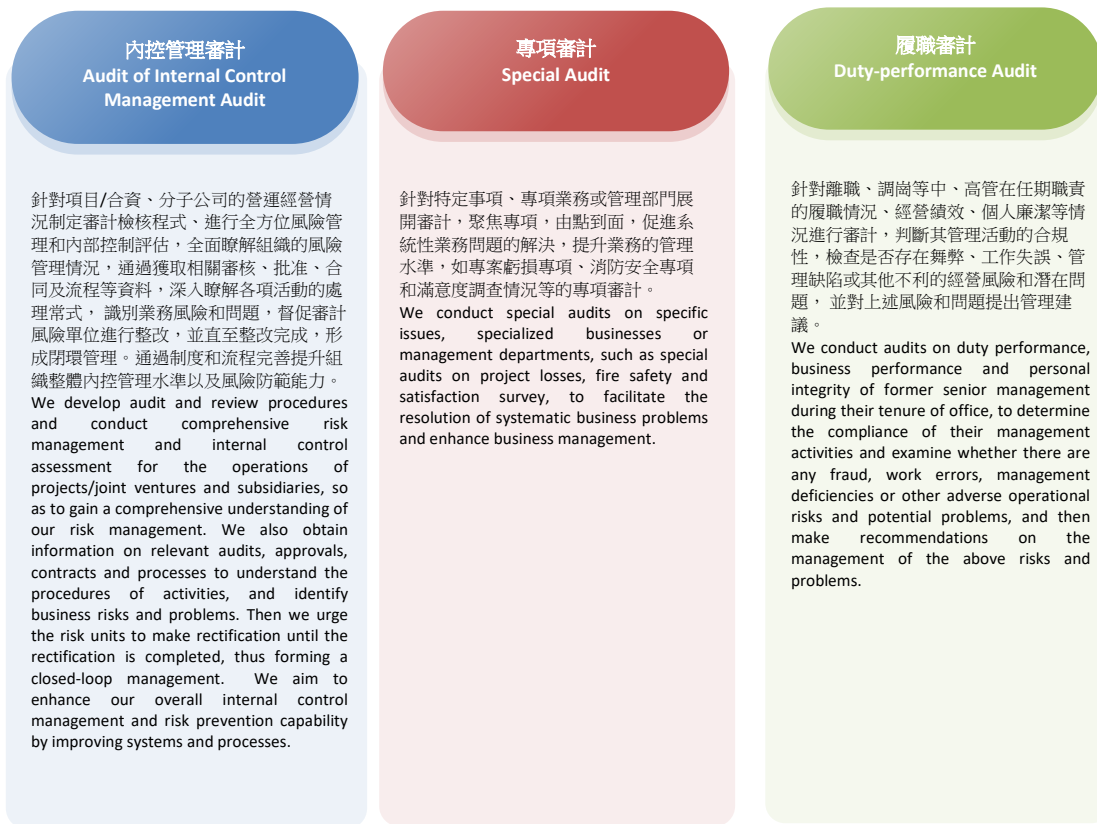 內控管理審計
Audit of Internal Control
Management Audit
針對項目/合資、分子公司的營運經營情
況制定審計檢核程式、進行全方位風險管
理和內部控制評估，全面瞭解組織的風險
管理情況，通過獲取相關審核、批准、合
同及流程等資料，深入瞭解各項活動的處
理常式， 識別業務風險和問題，督促審計
風險單位進行整改，並直至整改完成，形
成閉環管理。通過制度和流程完善提升組
織整體內控管理水準以及風險防範能力。
We develop audit and review procedures
and conduct comprehensive risk
management and internal control
assessment for the operations of
projects/joint ventures and subsidiaries, so
as to gain a comprehensive understanding of
our risk management. We also obtain
information on relevant audits, approvals,
contracts and processes to understand the
procedures of activities, and identify
business risks and problems. Then we urge
the risk units to make rectification until the
rectification is completed, thus forming a
closed-loop management. We aim to
enhance our overall internal control
management and risk prevention capability
by improving systems and processes.
專項審計
Special Audit
針對特定事項、專項業務或管理部門展
開審計，聚焦專項，由點到面，促進系
統性業務問題的解決，提升業務的管理
水準，如專案虧損專項、消防安全專項
和滿意度調查情況等的專項審計。
We conduct special audits on specific
issues, specialized businesses or
management departments, such as special
audits on project losses, fire safety and
satisfaction survey, to facilitate the
resolution of systematic business problems
and enhance business management.
履職審計
Duty-performance Audit
針對離職、調崗等中、高管在任期職責
的履職情況、經營績效、個人廉潔等情
況進行審計，判斷其管理活動的合規
性，檢查是否存在舞弊、工作失誤、管
理缺陷或其他不利的經營風險和潛在問
題， 並對上述風險和問題提出管理建
議。
We conduct audits on duty performance,
business performance and personal
integrity of former senior management
during their tenure of office, to determine
the compliance of their management
activities and examine whether there are
any fraud, work errors, management
deficiencies or other adverse operational
risks and potential problems, and then
make recommendations on the
management of the above risks and
problems.